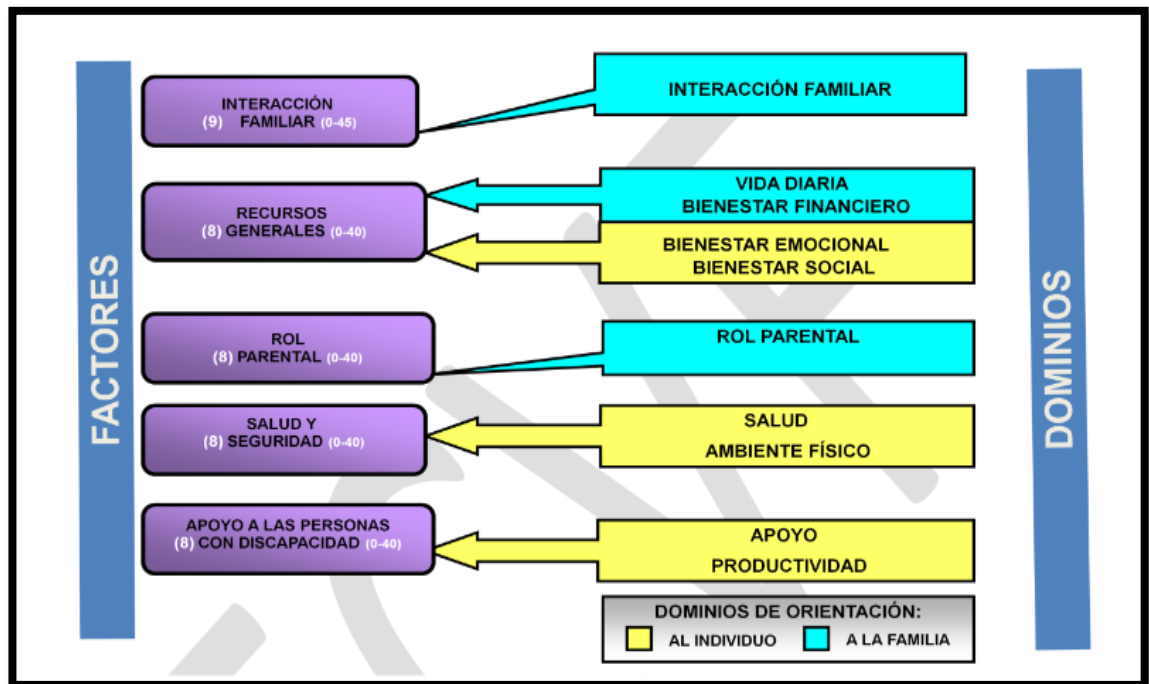 FACTORES
INTERACCIÓN
(9) FAMILIAR (0-45)
INTERACCIÓN FAMILIAR
RECURSOS
(8) GENERALES (0-40)
VIDA DIARIA
BIENESTAR FINANCIERO
BIENESTAR EMOCIONAL
BIENESTAR SOCIAL
ROL
(8) PARENTAL (0-40)
ROL PARENTAL
SALUD Y
(8) SEGURIDAD (0-40)
SALUD
AMBIENTE FÍSICO
APOYO A LAS PERSONAS
(8) CON DISCAPACIDAD (0-40)
APOYO
PRODUCTIVIDAD
DOMINIOS DE ORIENTACIÓN:
AL INDIVIDUO A LA FAMILIA
DOMINIOS